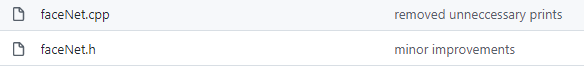 faceNet.cpp removed unneccessary prints
faceNet.h minor improvements